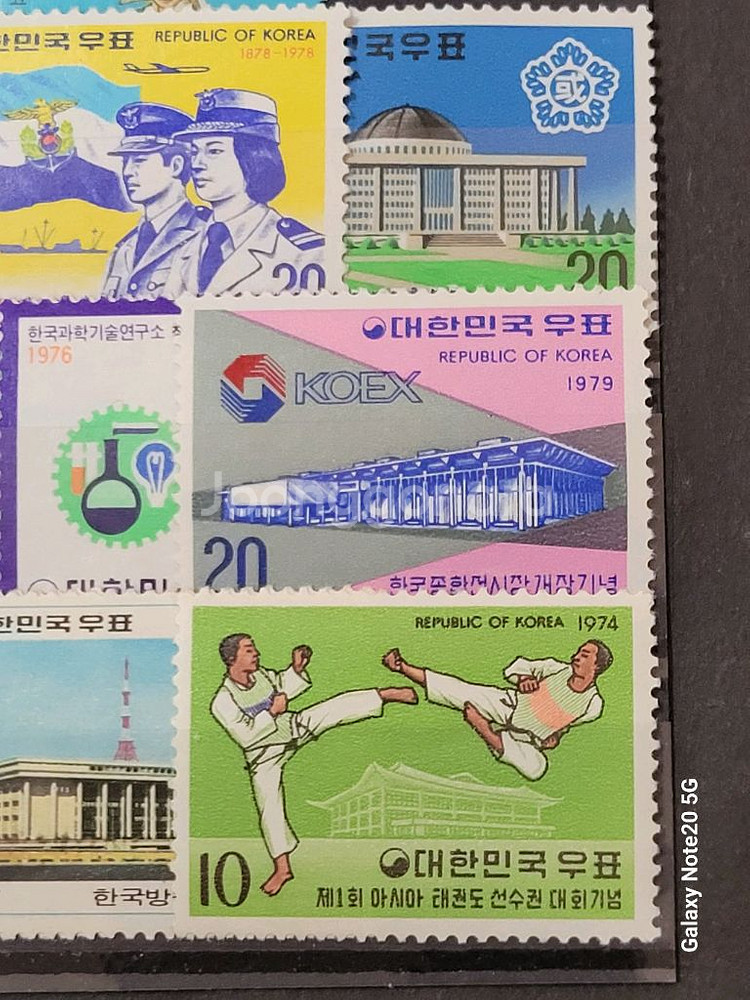 한민국 우표
REPUBLIC OF KOREA
1878-1978
20
국우표
或
20
한국과학기술연구소
1976
대한민
대한민국 우표
REPUBLIC OF KOREA
1979
KOEX
20
한국종합전시장개장기념
한민국 우표
한국방
REPUBLIC OF KOREA 1974
10
대한민국 우표
제1회 아시아 태권도 선수권 대회기념
Galaxy Note20 5G